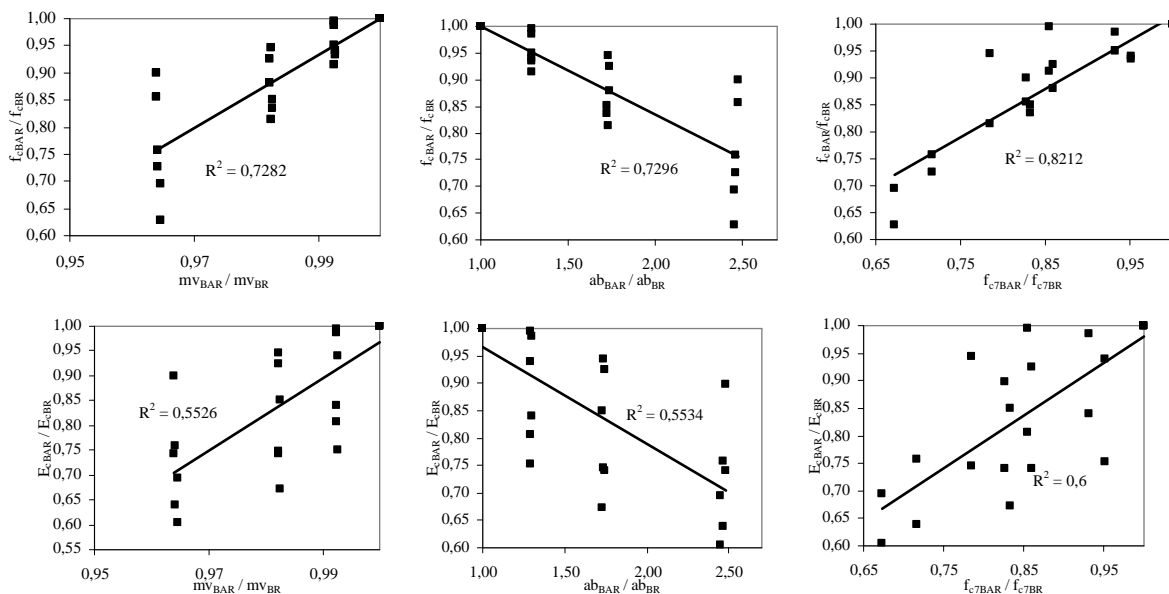 f_cBAR / f_cBR
1,00
0,95
0,90
0,85
0,80
0,75
0,70
0,65
0,60
R² = 0,7282
0,95 0,97 0,99
mv_BAR / mv_BR
f_cBAR / f_cBR
1,00
0,95
0,90
0,85
0,80
0,75
0,70
0,65
0,60
R² = 0,7296
1,00 1,50 2,00 2,50
ab_BAR / ab_BR
f_cBAR/f_cBR
1,00
0,95
0,90
0,85
0,80
0,75
0,70
0,65
0,60
R² = 0,8212
0,65 0,75 0,85 0,95
f_c7BAR / f_c7BR
E_cBAR / E_cBR
1,00
0,95
0,90
0,85
0,80
0,75
0,70
0,65
0,60
0,55
R² = 0,5526
0,95 0,97 0,99
mv_BAR / mv_BR
E_cBAR / E_cBR
1,00
0,95
0,90
0,85
0,80
0,75
0,70
0,65
0,60
R² = 0,5534
1,00 1,50 2,00 2,50
ab_BAR / ab_BR
E_cBAR / E_cBR
1,00
0,95
0,90
0,85
0,80
0,75
0,70
0,65
0,60
R² = 0,6
0,65 0,75 0,85 0,95
f_c7BAR / f_c7BR